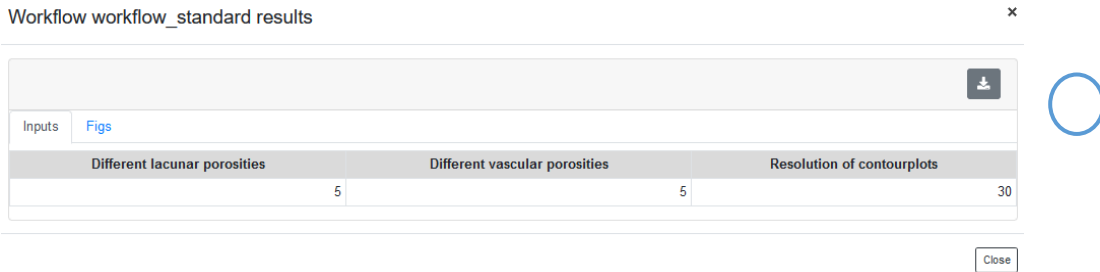 Workflow workflow_standard results ×
Inputs Figs
Different lacunar porosities Different vascular porosities Resolution of contourplots
5 5 30
Close